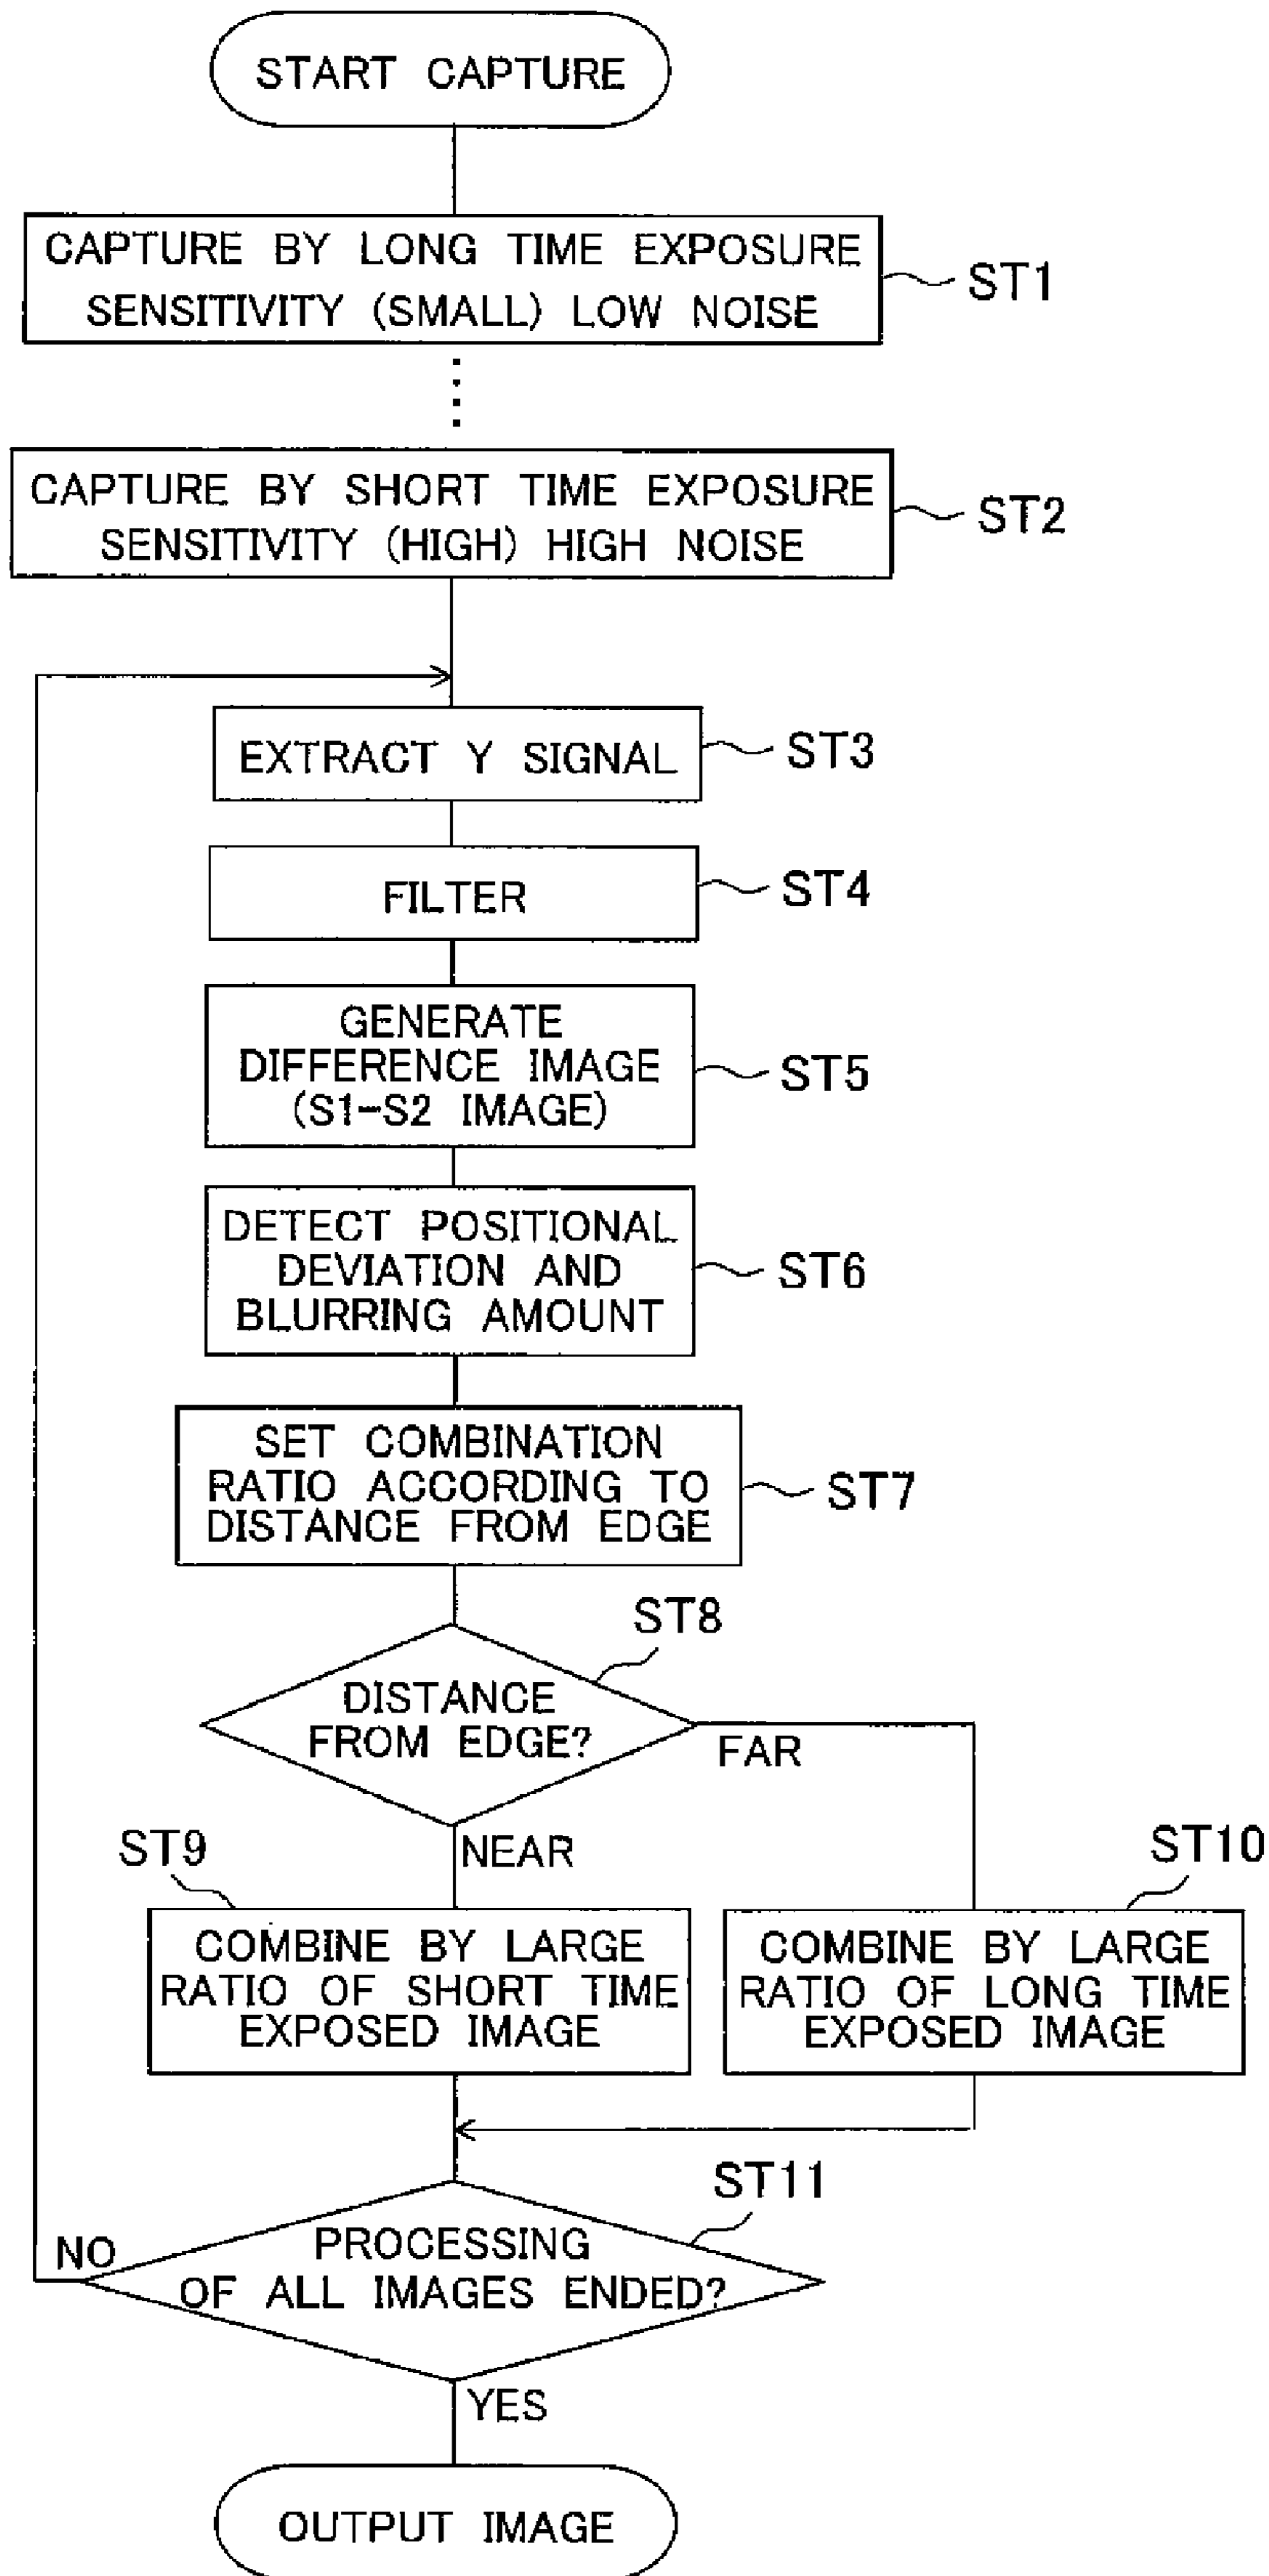 START CAPTURE
CAPTURE BY LONG TIME EXPOSURE
SENSITIVITY (SMALL) LOW NOISE
ST1
CAPTURE BY SHORT TIME EXPOSURE
SENSITIVITY (HIGH) HIGH NOISE
ST2
EXTRACT Y SIGNAL
ST3
FILTER
ST4
GENERATE
DIFFERENCE IMAGE
(S1-S2 IMAGE)
ST5
DETECT POSITIONAL
DEVIATION AND
BLURRING AMOUNT
ST6
SET COMBINATION
RATIO ACCORDING TO
DISTANCE FROM EDGE
ST7
ST8
DISTANCE
FROM EDGE?
FAR
NEAR
ST9
COMBINE BY LARGE
RATIO OF SHORT TIME
EXPOSED IMAGE
ST10
COMBINE BY LARGE
RATIO OF LONG TIME
EXPOSED IMAGE
ST11
PROCESSING
OF ALL IMAGES ENDED?
NO
YES
OUTPUT IMAGE